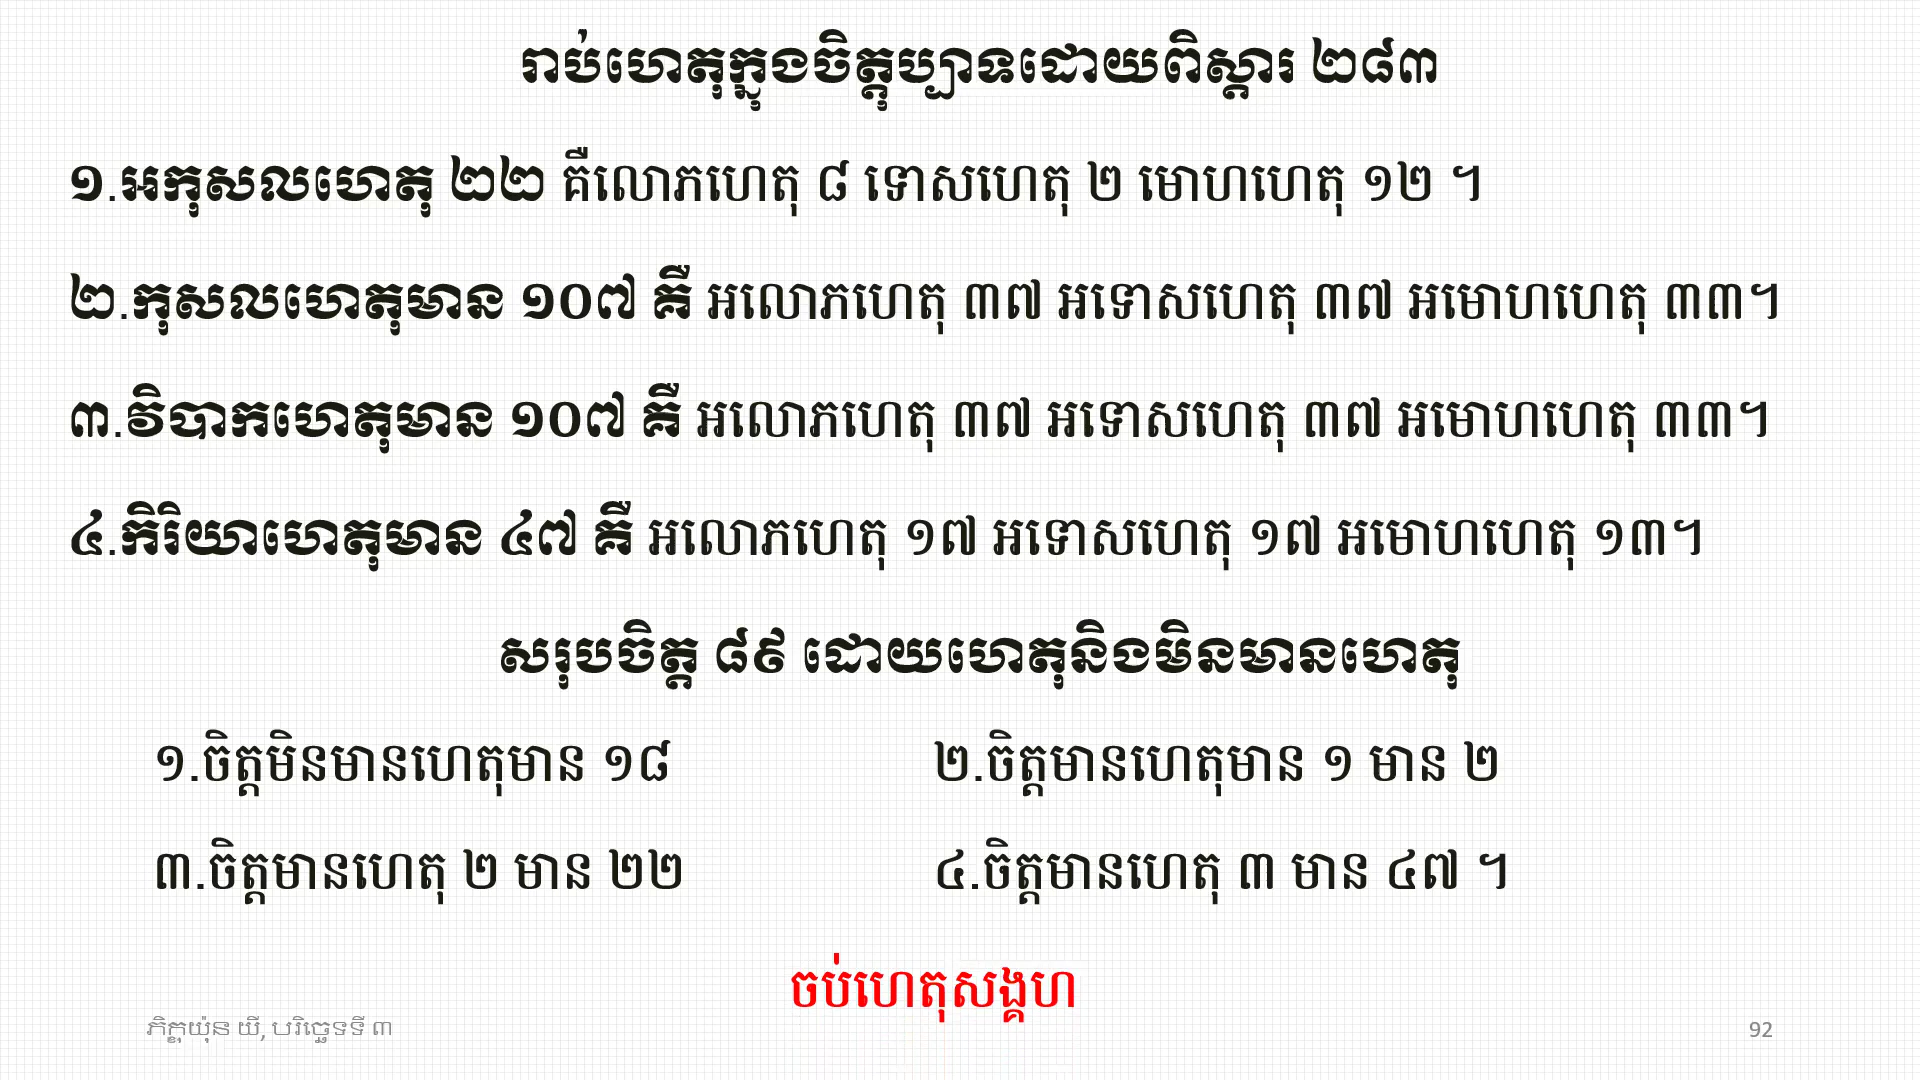 រាប់ហេតុក្នុងចិត្តុប្បាទដោយពិស្តារ ២៨៣
១.អកុសលហេតុ ២២ គឺលោភហេតុ ៨ ទោសហេតុ ២ មោហហេតុ ១២ ។
២.កុសលហេតុមាន ១០៧ គឺ អលោភហេតុ ៣៧ អទោសហេតុ ៣៧ អមោហហេតុ ៣៣។
៣.វិបាកហេតុមាន ១០៧ គឺ អលោភហេតុ ៣៧ អទោសហេតុ ៣៧ អមោហហេតុ ៣៣។
៤.កិរិយាហេតុមាន ៤៧ គឺ អលោភហេតុ ១៧ អទោសហេតុ ១៧ អមោហហេតុ ១៣។
សរុបចិត្ត ៨៩ ដោយហេតុនិងមិនមានហេតុ
១.ចិត្តមិនមានហេតុមាន ១៨
២.ចិត្តមានហេតុមាន ១ មាន ២
៣.ចិត្តមានហេតុ ២ មាន ២២
៤.ចិត្តមានហេតុ ៣ មាន ៤៧ ។
ចប់ហេតុសង្គហ
ភិក្ខុយ៉ុន យី, បរិច្ឆេទទី ៣
92